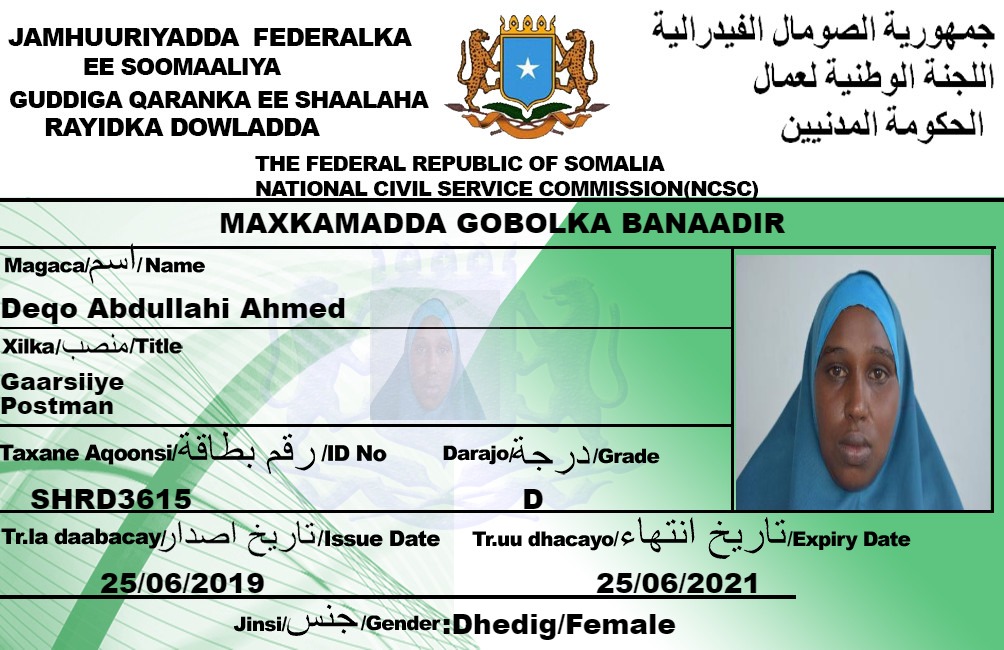 JAMHUURIYADDA FEDERALKA
EE SOOMAALIYA
GUDDIGA QARANKA EE SHAALAHA
RAYIDKA DOWLADDA
جمهورية الصومال الفيدرالية
اللجنة الوطنية لعمال
الحكومة المدنيين
THE FEDERAL REPUBLIC OF SOMALIA
NATIONAL CIVIL SERVICE COMMISSION(NCSC)
MAXKAMADDA GOBOLKA BANAADIR
Magaca/اسم/Name
Deqo Abdullahi Ahmed
Xilka/منصب/Title
Gaarsiiye
Postman
Taxane Aqoonsi/رقم بطاقة/ID No Darajo/درجة/Grade
SHRD3615 D
Tr.la daabacay/تاريخ اصدار/Issue Date Tr.uu dhacayo/تاريخ انتهاء/Expiry Date
25/06/2019 25/06/2021
Jinsi/جنس/Gender:Dhedig/Female